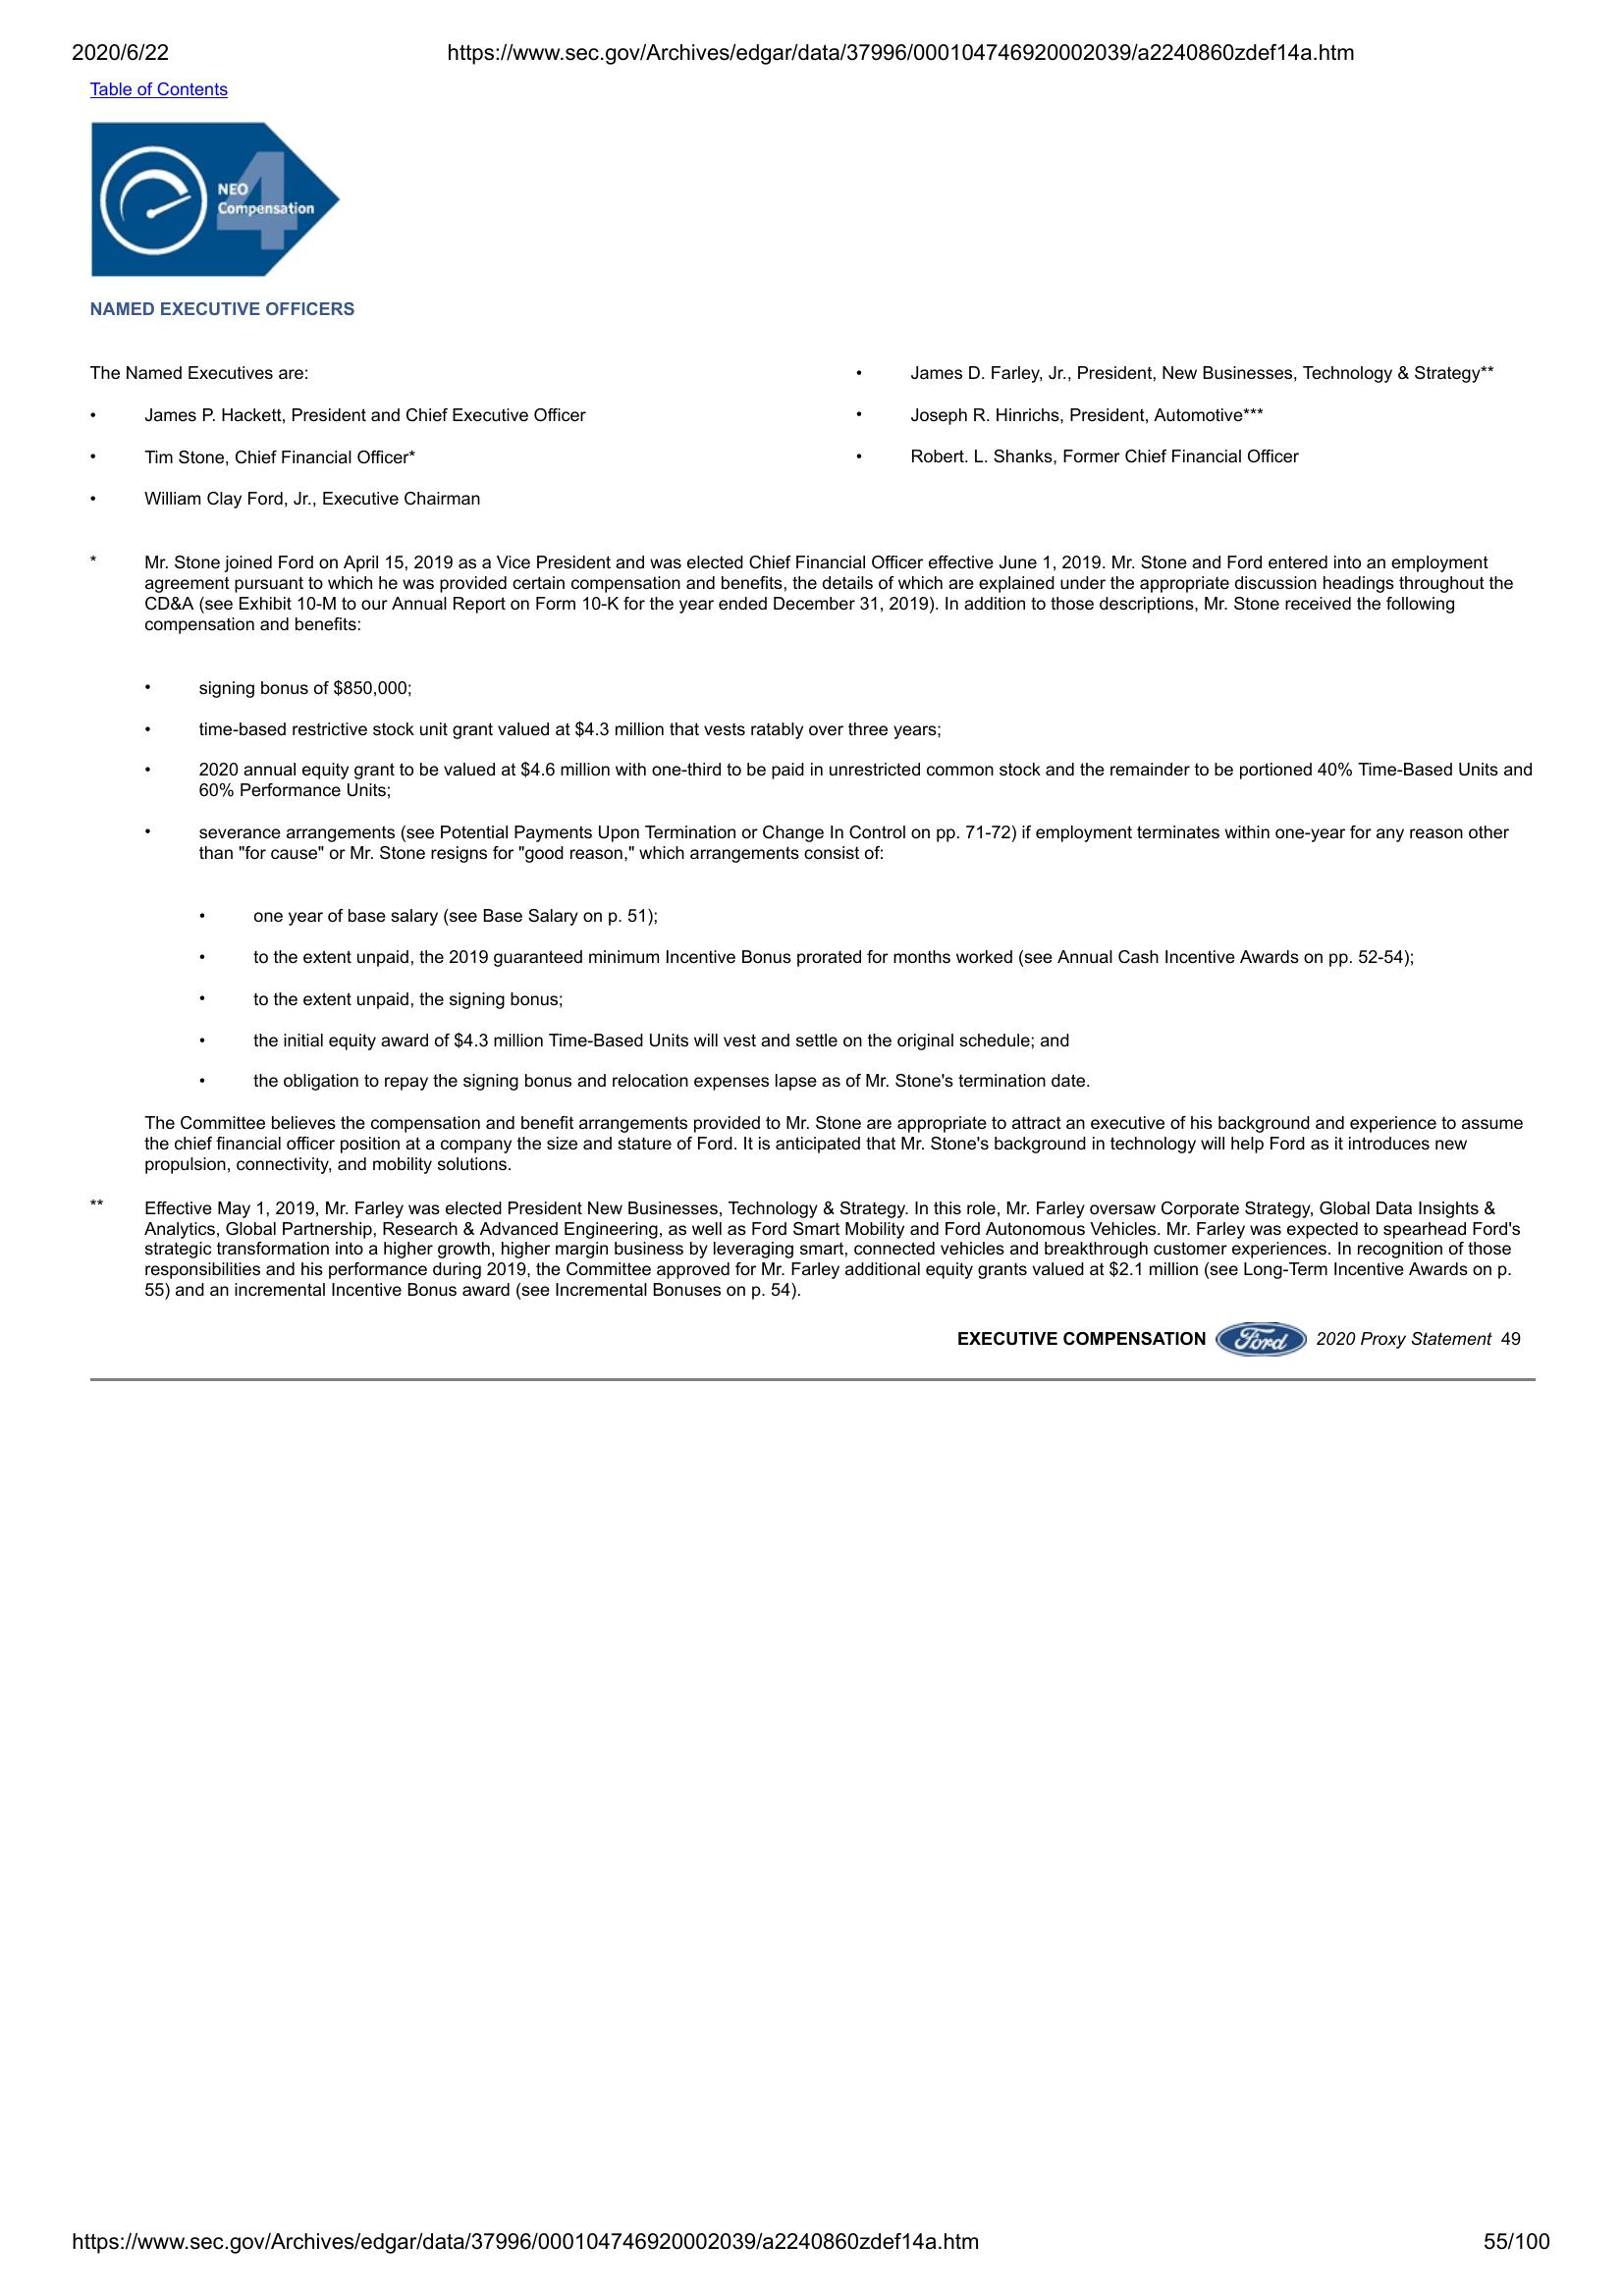 2020/6/22 https://www.sec.gov/Archives/edgar/data/37996/000104746920002039/a2240860zdef14a.htm
Table of Contents
4
NEO
Compensation
NAMED EXECUTIVE OFFICERS
The Named Executives are:
• James P. Hackett, President and Chief Executive Officer
• Tim Stone, Chief Financial Officer*
• William Clay Ford, Jr., Executive Chairman
• James D. Farley, Jr., President, New Businesses, Technology & Strategy**
• Joseph R. Hinrichs, President, Automotive***
• Robert. L. Shanks, Former Chief Financial Officer
* Mr. Stone joined Ford on April 15, 2019 as a Vice President and was elected Chief Financial Officer effective June 1, 2019. Mr. Stone and Ford entered into an employment
agreement pursuant to which he was provided certain compensation and benefits, the details of which are explained under the appropriate discussion headings throughout the
CD&A (see Exhibit 10-M to our Annual Report on Form 10-K for the year ended December 31, 2019). In addition to those descriptions, Mr. Stone received the following
compensation and benefits:
• signing bonus of $850,000;
• time-based restrictive stock unit grant valued at $4.3 million that vests ratably over three years;
• 2020 annual equity grant to be valued at $4.6 million with one-third to be paid in unrestricted common stock and the remainder to be portioned 40% Time-Based Units and
60% Performance Units;
• severance arrangements (see Potential Payments Upon Termination or Change In Control on pp. 71-72) if employment terminates within one-year for any reason other
than "for cause" or Mr. Stone resigns for "good reason," which arrangements consist of:
• one year of base salary (see Base Salary on p. 51);
• to the extent unpaid, the 2019 guaranteed minimum Incentive Bonus prorated for months worked (see Annual Cash Incentive Awards on pp. 52-54);
• to the extent unpaid, the signing bonus;
• the initial equity award of $4.3 million Time-Based Units will vest and settle on the original schedule; and
• the obligation to repay the signing bonus and relocation expenses lapse as of Mr. Stone's termination date.
The Committee believes the compensation and benefit arrangements provided to Mr. Stone are appropriate to attract an executive of his background and experience to assume
the chief financial officer position at a company the size and stature of Ford. It is anticipated that Mr. Stone's background in technology will help Ford as it introduces new
propulsion, connectivity, and mobility solutions.
** Effective May 1, 2019, Mr. Farley was elected President New Businesses, Technology & Strategy. In this role, Mr. Farley oversaw Corporate Strategy, Global Data Insights &
Analytics, Global Partnership, Research & Advanced Engineering, as well as Ford Smart Mobility and Ford Autonomous Vehicles. Mr. Farley was expected to spearhead Ford's
strategic transformation into a higher growth, higher margin business by leveraging smart, connected vehicles and breakthrough customer experiences. In recognition of those
responsibilities and his performance during 2019, the Committee approved for Mr. Farley additional equity grants valued at $2.1 million (see Long-Term Incentive Awards on p.
55) and an incremental Incentive Bonus award (see Incremental Bonuses on p. 54).
EXECUTIVE COMPENSATION Ford 2020 Proxy Statement 49
https://www.sec.gov/Archives/edgar/data/37996/000104746920002039/a2240860zdef14a.htm 55/100